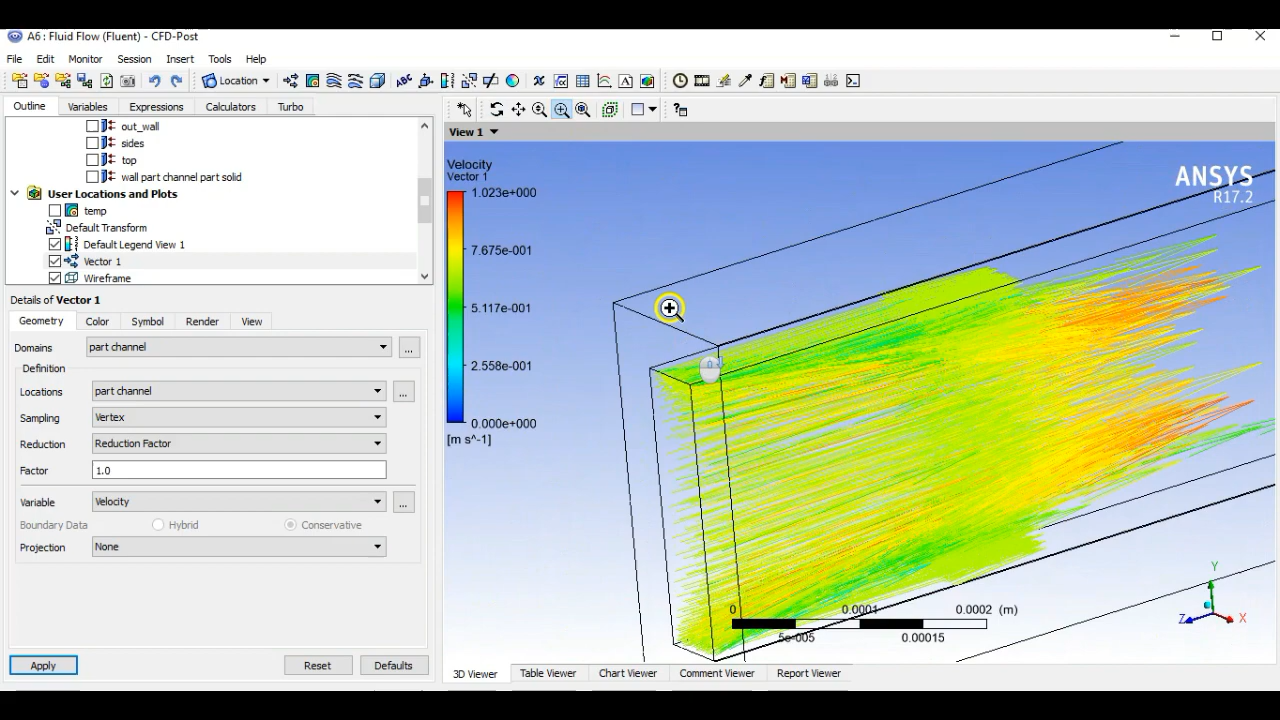 A6 : Fluid Flow (Fluent) - CFD-Post
File Edit Monitor Session Insert Tools Help
Location
Outline Variables Expressions Calculators Turbo
out_wall
sides
top
wall part channel part solid
User Locations and Plots
temp
Default Transform
Default Legend View 1
Vector 1
Wireframe
Details of Vector 1
Geometry Color Symbol Render View
Domains part channel ...
Definition
Locations part channel ...
Sampling Vertex
Reduction Reduction Factor
Factor 1.0
Variable Velocity ...
Boundary Data Hybrid Conservative
Projection None
Apply Reset Defaults
View 1
Velocity
Vector 1
1.023e+000
7.675e-001
5.117e-001
2.558e-001
0.000e+000
[m s^-1]
ANSYS
R17.2
0 0.0001 0.0002 (m)
5e-005 0.00015
Y
Z X
3D Viewer Table Viewer Chart Viewer Comment Viewer Report Viewer